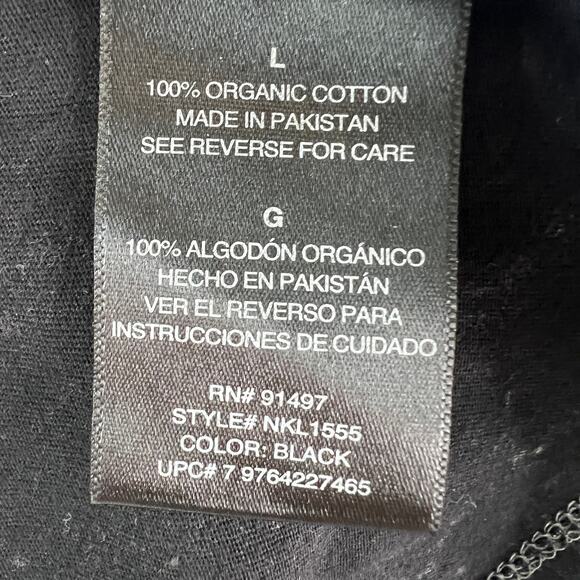 L
100% ORGANIC COTTON
MADE IN PAKISTAN
SEE REVERSE FOR CARE
G
100% ALGODÓN ORGÁNICO
HECHO EN PAKISTÁN
VER EL REVERSO PARA
INSTRUCCIONES DE CUIDADO
RN# 91497
STYLE# NKL1555
COLOR: BLACK
UPC# 7 9764227465